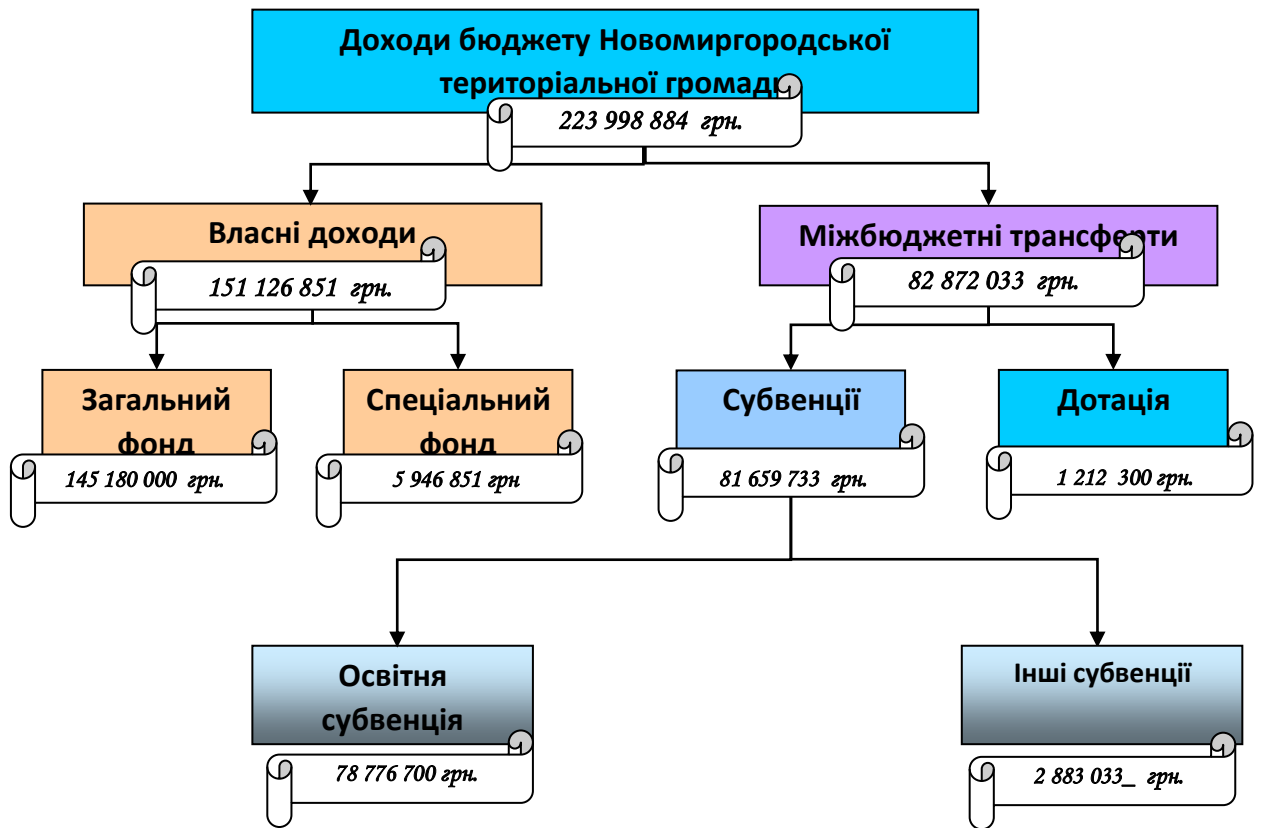 Доходи бюджету Новомиргородської
територіальної громади
223 998 884 грн.
Власні доходи
151 126 851 грн.
Міжбюджетні трансферти
82 872 033 грн.
Загальний
фонд
145 180 000 грн.
Спеціальний
фонд
5 946 851 грн
Субвенції
81 659 733 грн.
Дотація
1 212 300 грн.
Освітня
субвенція
78 776 700 грн.
Інші субвенції
2 883 033_ грн.